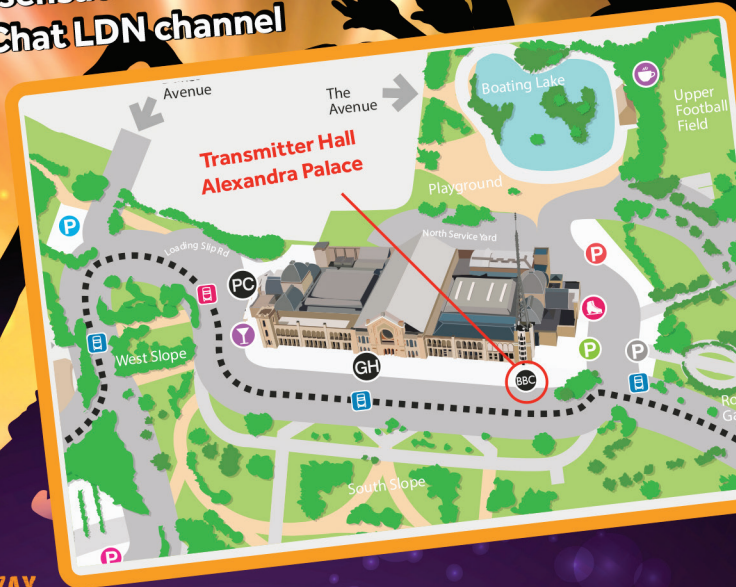 Chat LDN channel
Avenue
The
Avenue
Boating Lake
Upper
Football
Field
Transmitter Hall
Alexandra Palace
Playground
P
Loading Slip Rd
North Service Yard
P
PC
West Slope
GH
BBC
P
P
South Slope
P